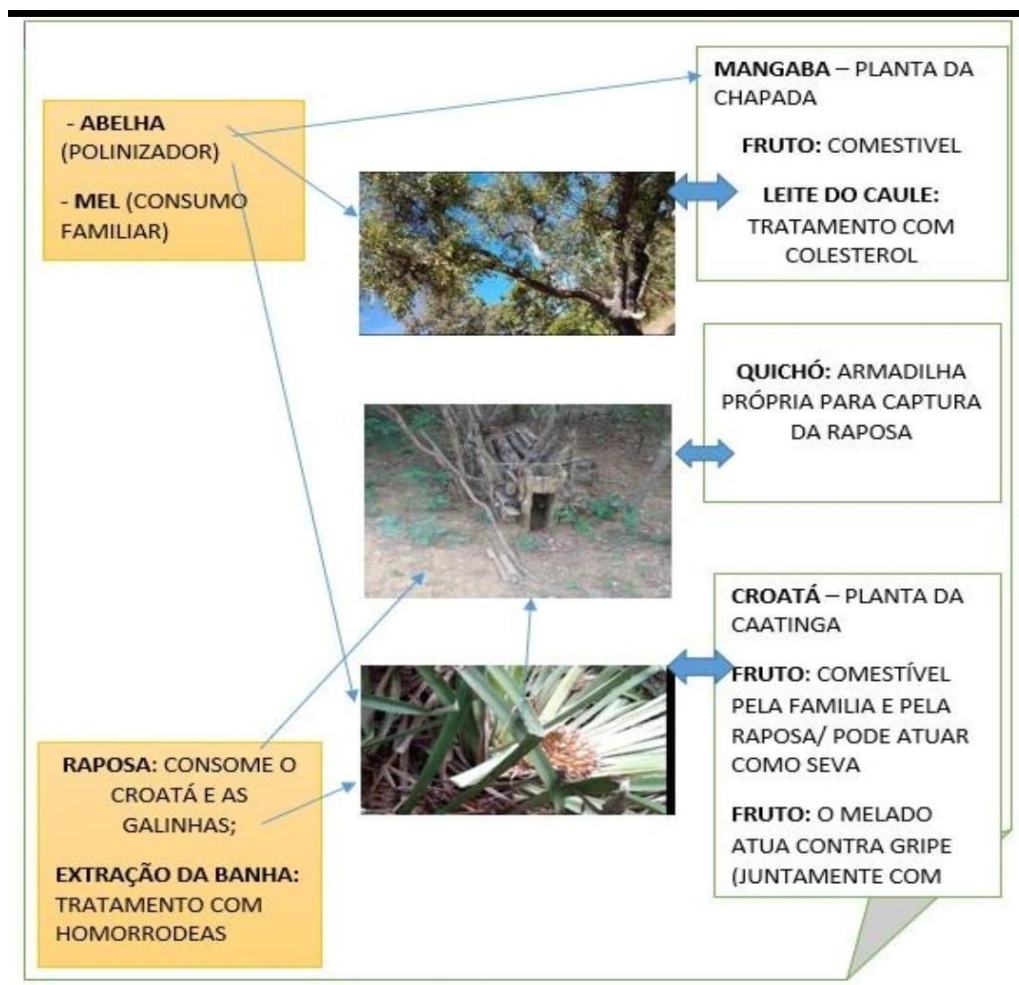 - ABELHA
(POLINIZADOR)
- MEL (CONSUMO
FAMILIAR)
MANGABA – PLANTA DA
CHAPADA
FRUTO: COMESTIVEL
LEITE DO CAULE:
TRATAMENTO COM
COLESTEROL
QUICHÓ: ARMADILHA
PRÓPRIA PARA CAPTURA
DA RAPOSA
RAPOSA: CONSOME O
CROATÁ E AS
GALINHAS;
EXTRAÇÃO DA BANHA:
TRATAMENTO COM
HOMORRODEAS
CROATÁ – PLANTA DA
CAATINGA
FRUTO: COMESTÍVEL
PELA FAMILIA E PELA
RAPOSA/ PODE ATUAR
COMO SEVA
FRUTO: O MELADO
ATUA CONTRA GRIPE
(JUNTAMENTE COM